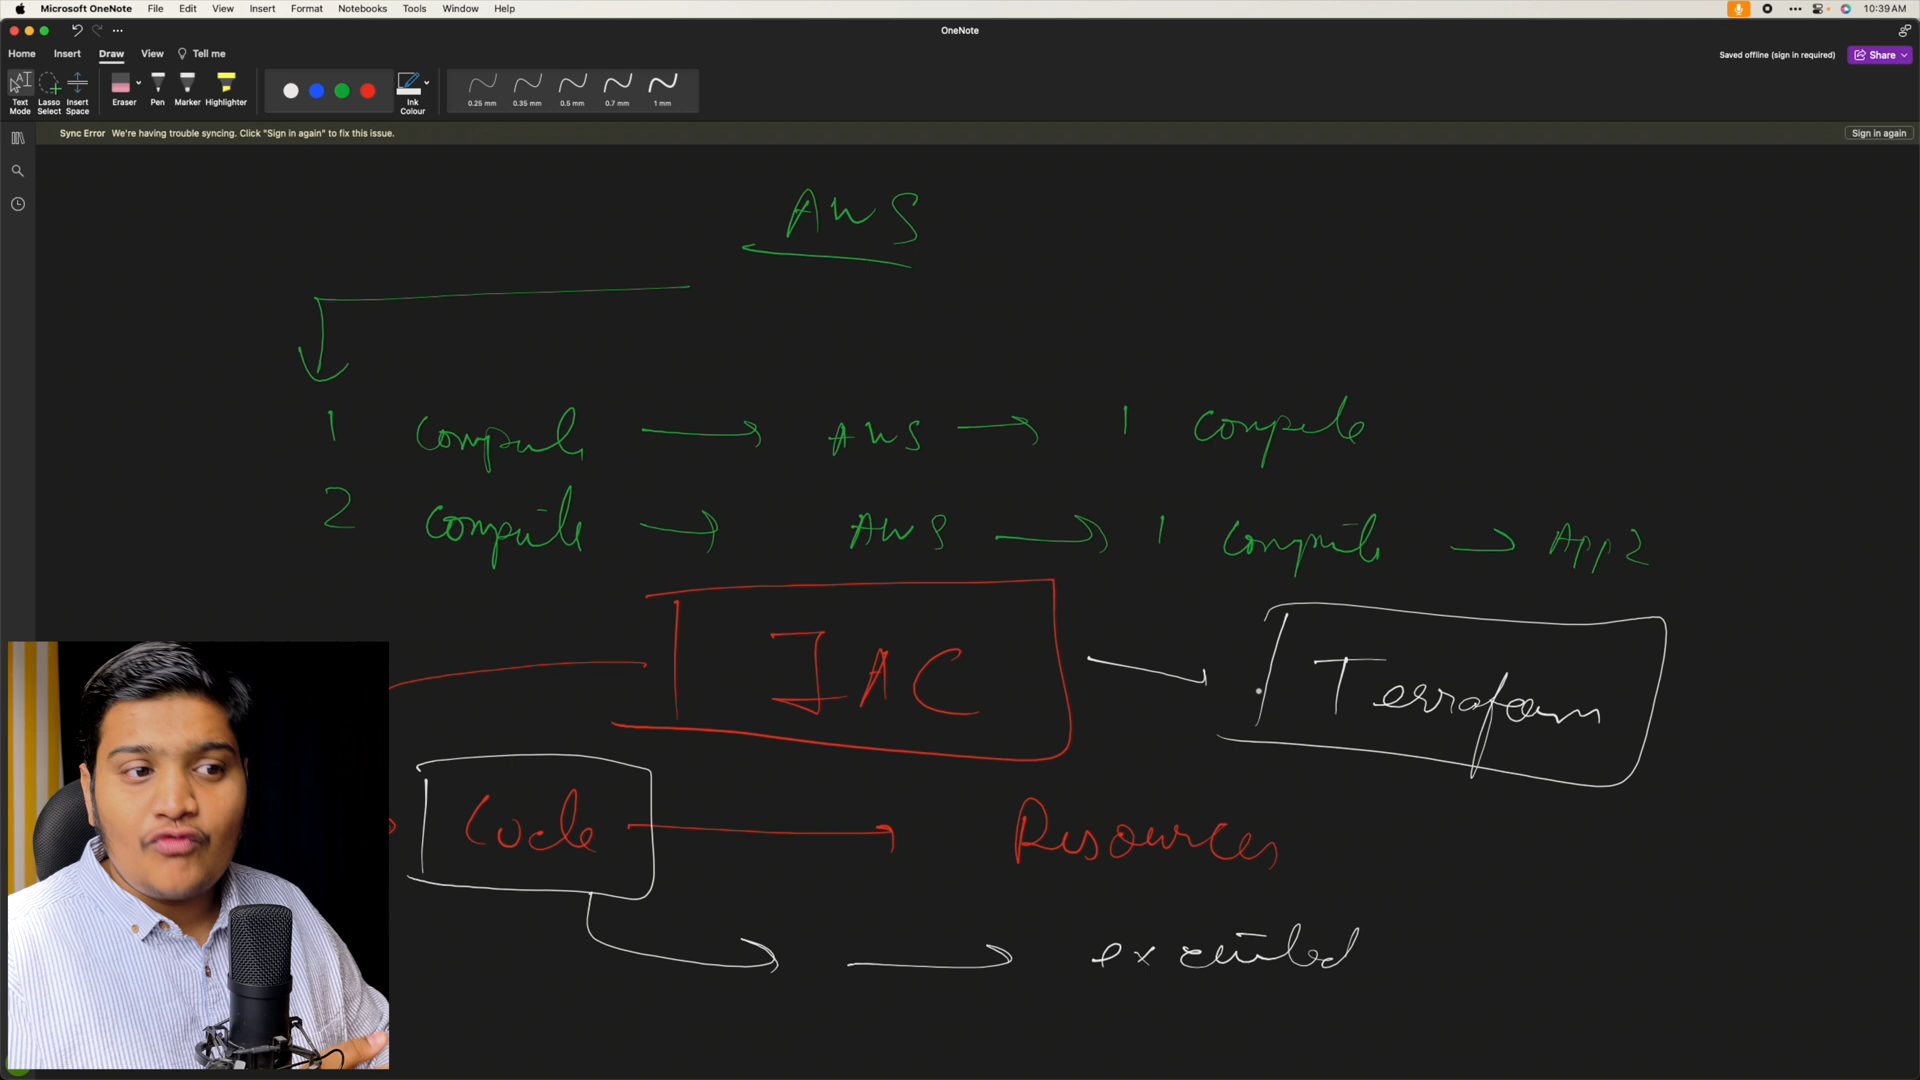 Microsoft OneNote File Edit View Insert Format Notebooks Tools Window Help 10:39 AM
OneNote
Home Insert Draw View Tell me Saved offline (sign in required) Share
Text Mode Lasso Select Insert Space Eraser Pen Marker Highlighter Ink Colour 0.25 mm 0.35 mm 0.5 mm 0.7 mm 1 mm
Sync Error We're having trouble syncing. Click "Sign in again" to fix this issue. Sign in again
AWS
1 Compute → AWS → 1 Compute
2 Compute → AWS → 1 Compute → App2
IAC → Terraform
Code → Resources
→ → executed